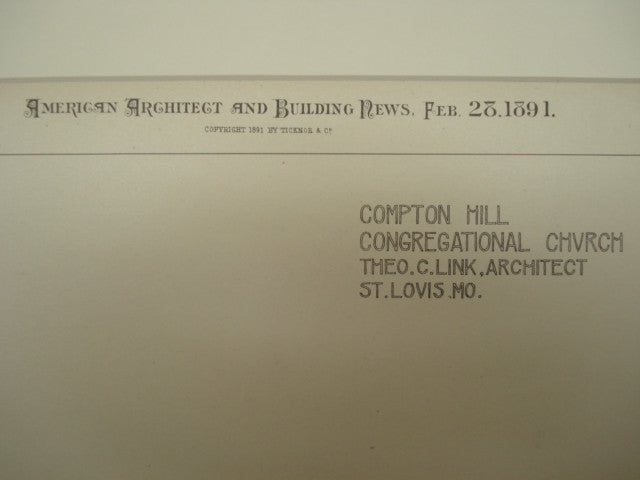 AMERICAN ARCHITECT AND BUILDING NEWS, FEB. 28.1891.
COPYRIGHT 1891 BY TICKNOR & Co
COMPTON HILL
CONGREGATIONAL CHVRCH
THEO.C.LINK,ARCHITECT
ST.LOVIS.MO.